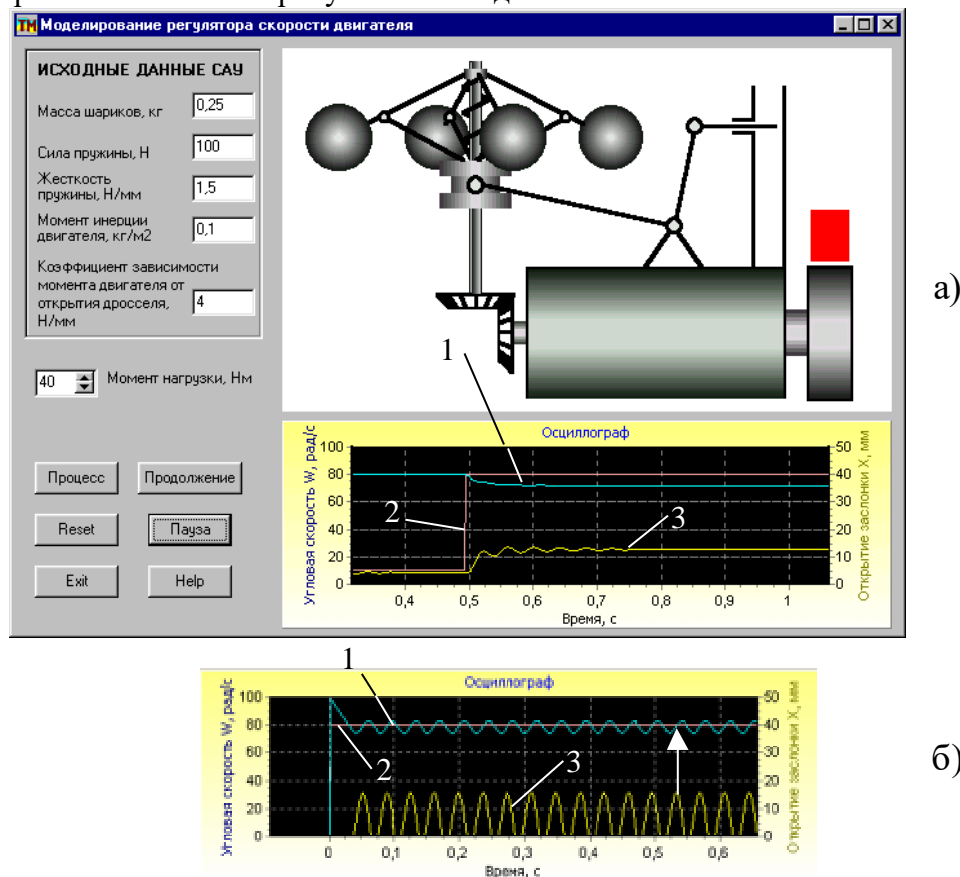 TM Моделирование регулятора скорости двигателя
ИСХОДНЫЕ ДАННЫЕ САУ
Масса шариков, кг 0,25
Сила пружины, Н 100
Жесткость
пружины, Н/мм 1,5
Момент инерции
двигателя, кг/м2 0,1
Коэффициент зависимости
момента двигателя от
открытия дросселя, 4
Н/мм
40 Момент нагрузки, Нм
Процесс Продолжение
Reset Пауза
Exit Help
а)
1
Осциллограф
Угловая скорость W, рад/с
100
80
60
40
20
0
2
3
50
40
30
20
10
0
Открытие заслонки X, мм
0,4 0,5 0,6 0,7 0,8 0,9 1
Время, с
1
Осциллограф
Угловая скорость W, рад/с
100
80
60
40
20
0
2
3
50
40
30
20
10
0
Открытие заслонки X, мм
0 0,1 0,2 0,3 0,4 0,5 0,6
Время, с
б)